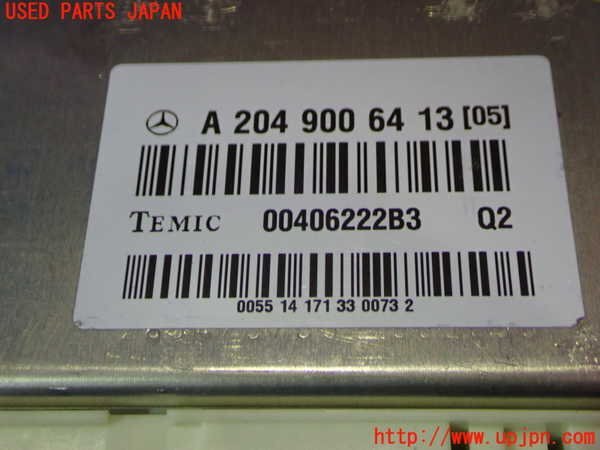 USED PARTS JAPAN
A 204 900 64 13 [05]
TEMIC 00406222B3 Q2
0055 14 171 33 0073 2
http://www.upjpn.com/